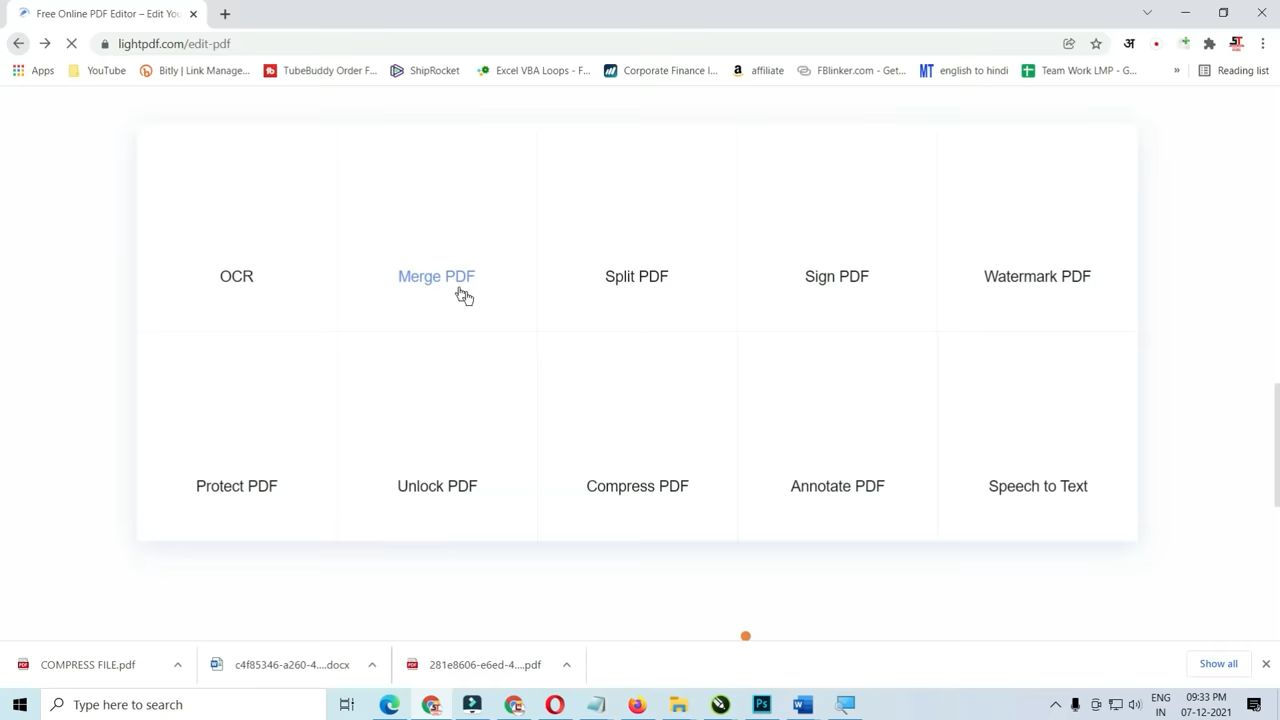 Free Online PDF Editor – Edit You
lightpdf.com/edit-pdf
अ
Apps
YouTube
Bitly | Link Manage...
TubeBuddy Order F...
ShipRocket
Excel VBA Loops - F...
Corporate Finance I...
affiliate
FBlinker.com - Get...
MT
english to hindi
Team Work LMP - G...
»
Reading list
OCR
Merge PDF
Split PDF
Sign PDF
Watermark PDF
Protect PDF
Unlock PDF
Compress PDF
Annotate PDF
Speech to Text
COMPRESS FILE.pdf
c4f85346-a260-4....docx
281e8606-e6ed-4....pdf
Show all
Type here to search
Ps
ENG
IN
09:33 PM
07-12-2021